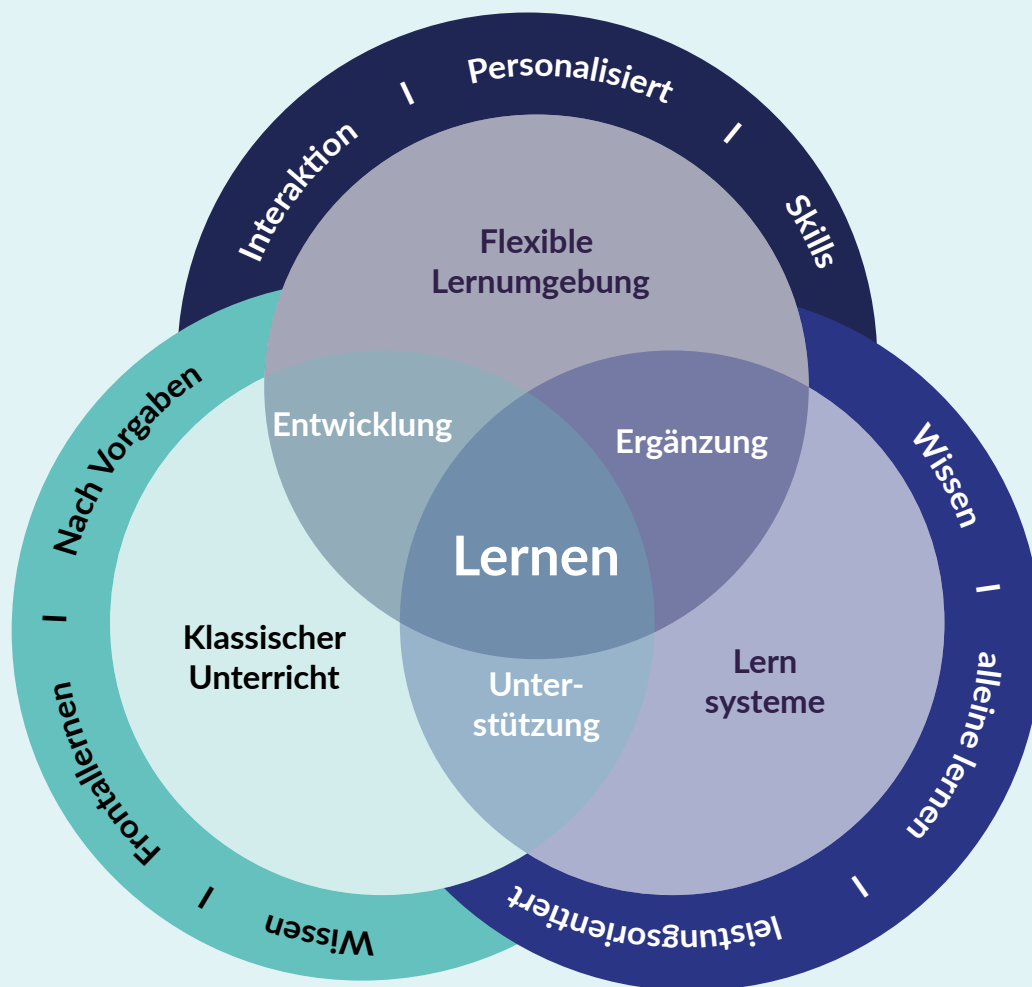 Interaktion I Personalisiert I Skills
Flexible
Lernumgebung
Nach Vorgaben I Frontallernen I Wissen
Entwicklung
Ergänzung
Wissen I alleine lernen I leistungsorientiert
Lernen
Klassischer
Unterricht
Unter-
stützung
Lern
systeme